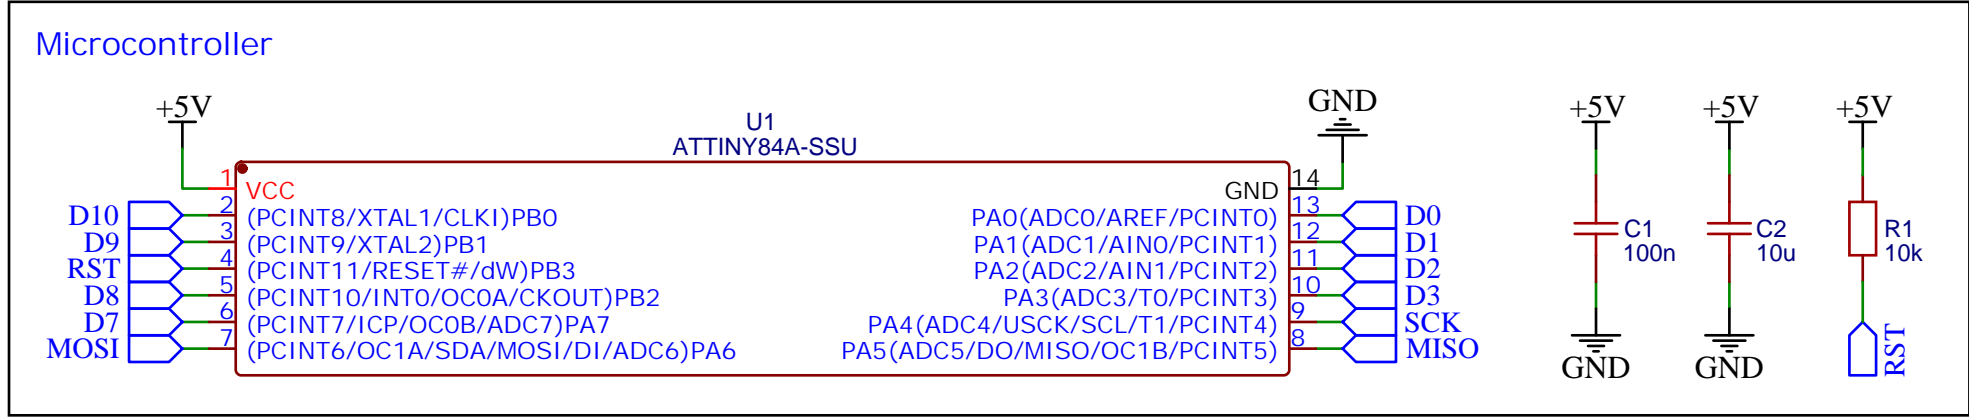 Microcontroller
+5V
U1
ATTINY84A-SSU
GND
1
VCC
GND
14
D10
2
(PCINT8/XTAL1/CLKI)PB0
PA0(ADC0/AREF/PCINT0)
13
D0
D9
3
(PCINT9/XTAL2)PB1
PA1(ADC1/AIN0/PCINT1)
12
D1
RST
4
(PCINT11/RESET#/dW)PB3
PA2(ADC2/AIN1/PCINT2)
11
D2
D8
5
(PCINT10/INT0/OC0A/CKOUT)PB2
PA3(ADC3/T0/PCINT3)
10
D3
D7
6
(PCINT7/ICP/OC0B/ADC7)PA7
PA4(ADC4/USCK/SCL/T1/PCINT4)
9
SCK
MOSI
7
(PCINT6/OC1A/SDA/MOSI/DI/ADC6)PA6
PA5(ADC5/DO/MISO/OC1B/PCINT5)
8
MISO
+5V
C1
100n
GND
+5V
C2
10u
GND
+5V
R1
10k
RST